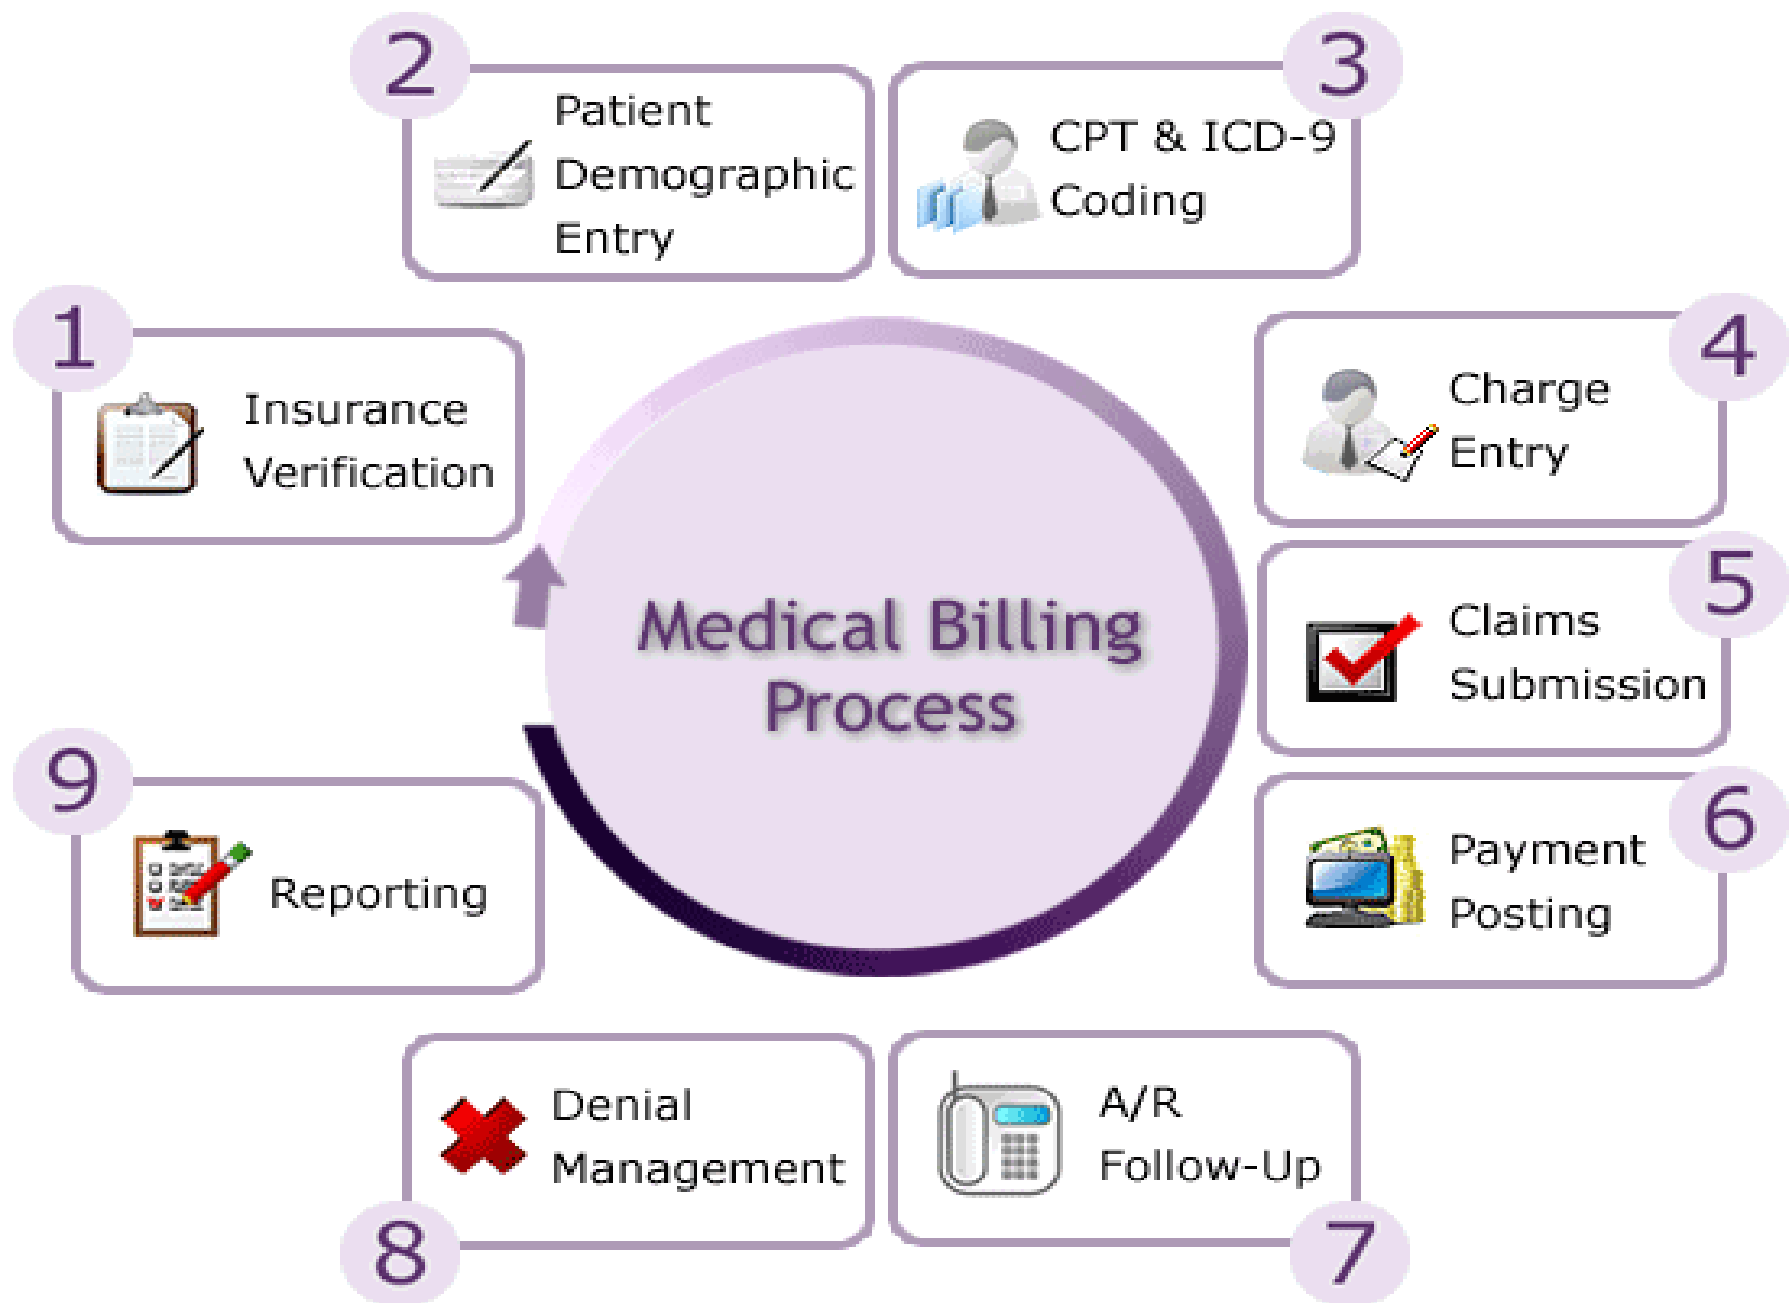 1
Insurance
Verification
2
Patient
Demographic
Entry
3
CPT & ICD-9
Coding
4
Charge
Entry
5
Claims
Submission
6
Payment
Posting
7
A/R
Follow-Up
8
Denial
Management
9
Reporting
Medical Billing
Process